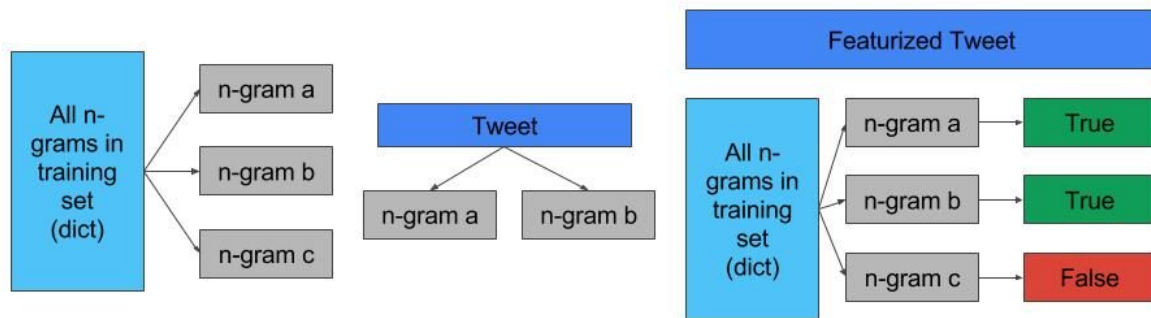 All n-
grams in
training
set
(dict)
n-gram a
n-gram b
n-gram c
Tweet
n-gram a
n-gram b
Featurized Tweet
All n-
grams in
training
set
(dict)
n-gram a
True
n-gram b
True
n-gram c
False